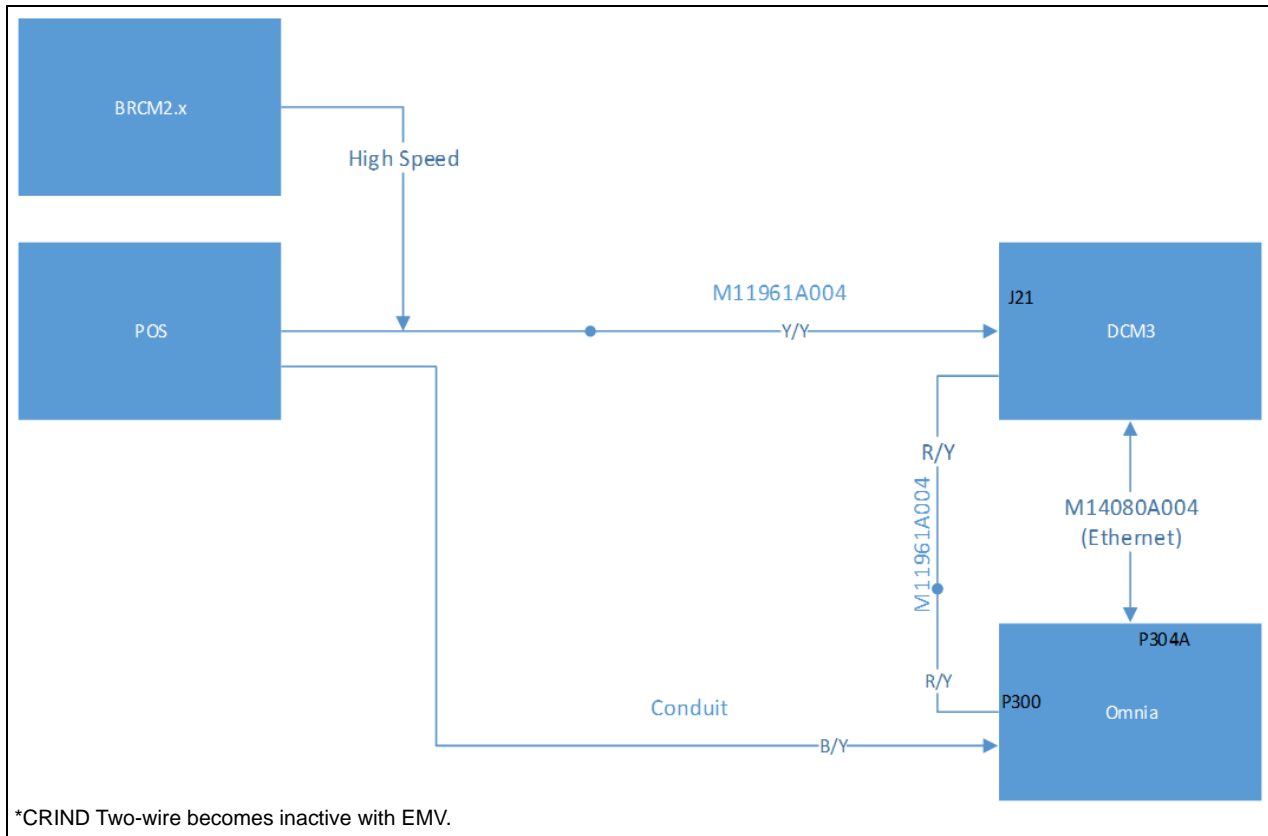 BRCM2.x
High Speed
POS
M11961A004
Y/Y
J21
DCM3
R/Y
M11961A004
M14080A004
(Ethernet)
R/Y
P304A
P300
Omnia
Conduit
B/Y
*CRIND Two-wire becomes inactive with EMV.